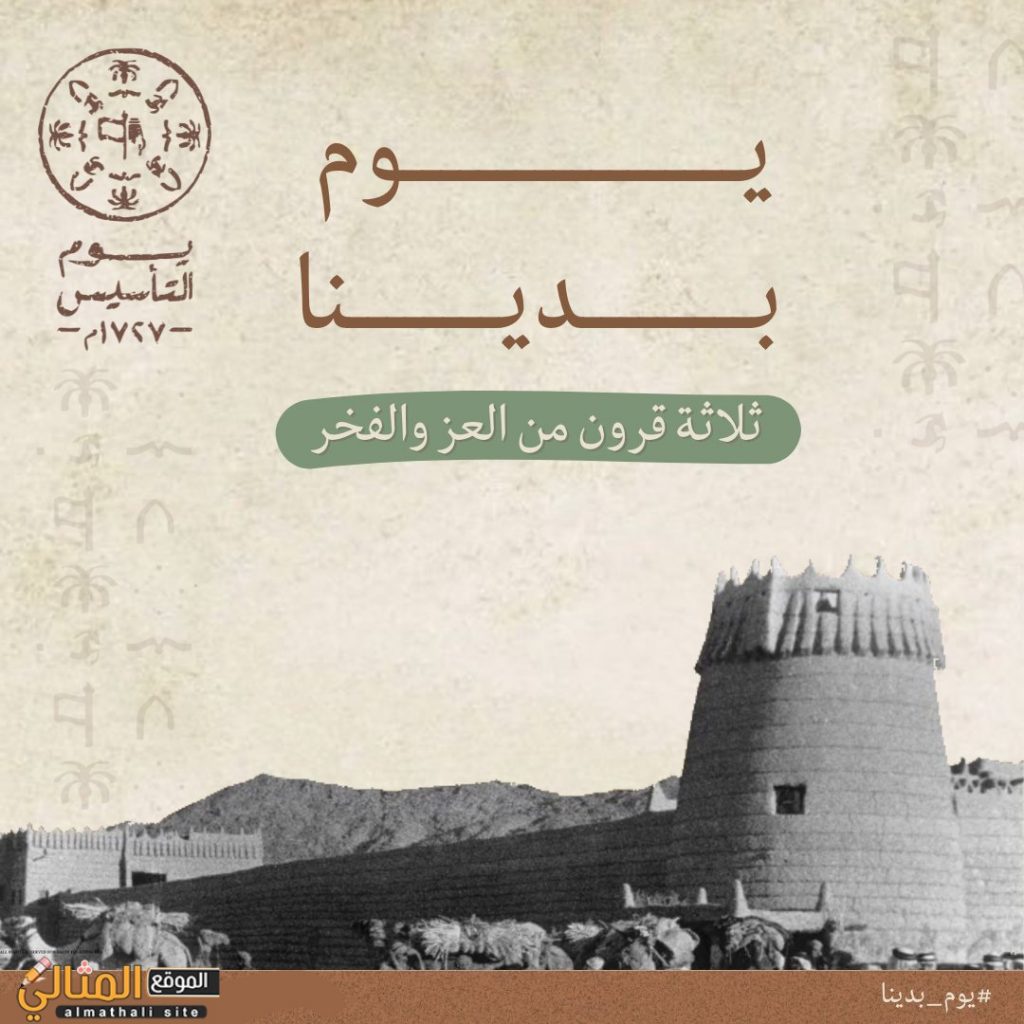 يوم
بدينا
ثلاثة قرون من العز والفخر
يوم
التأسيس
١٧٢٧م
#يوم_بدينا
الموقع المثالي
almathali site